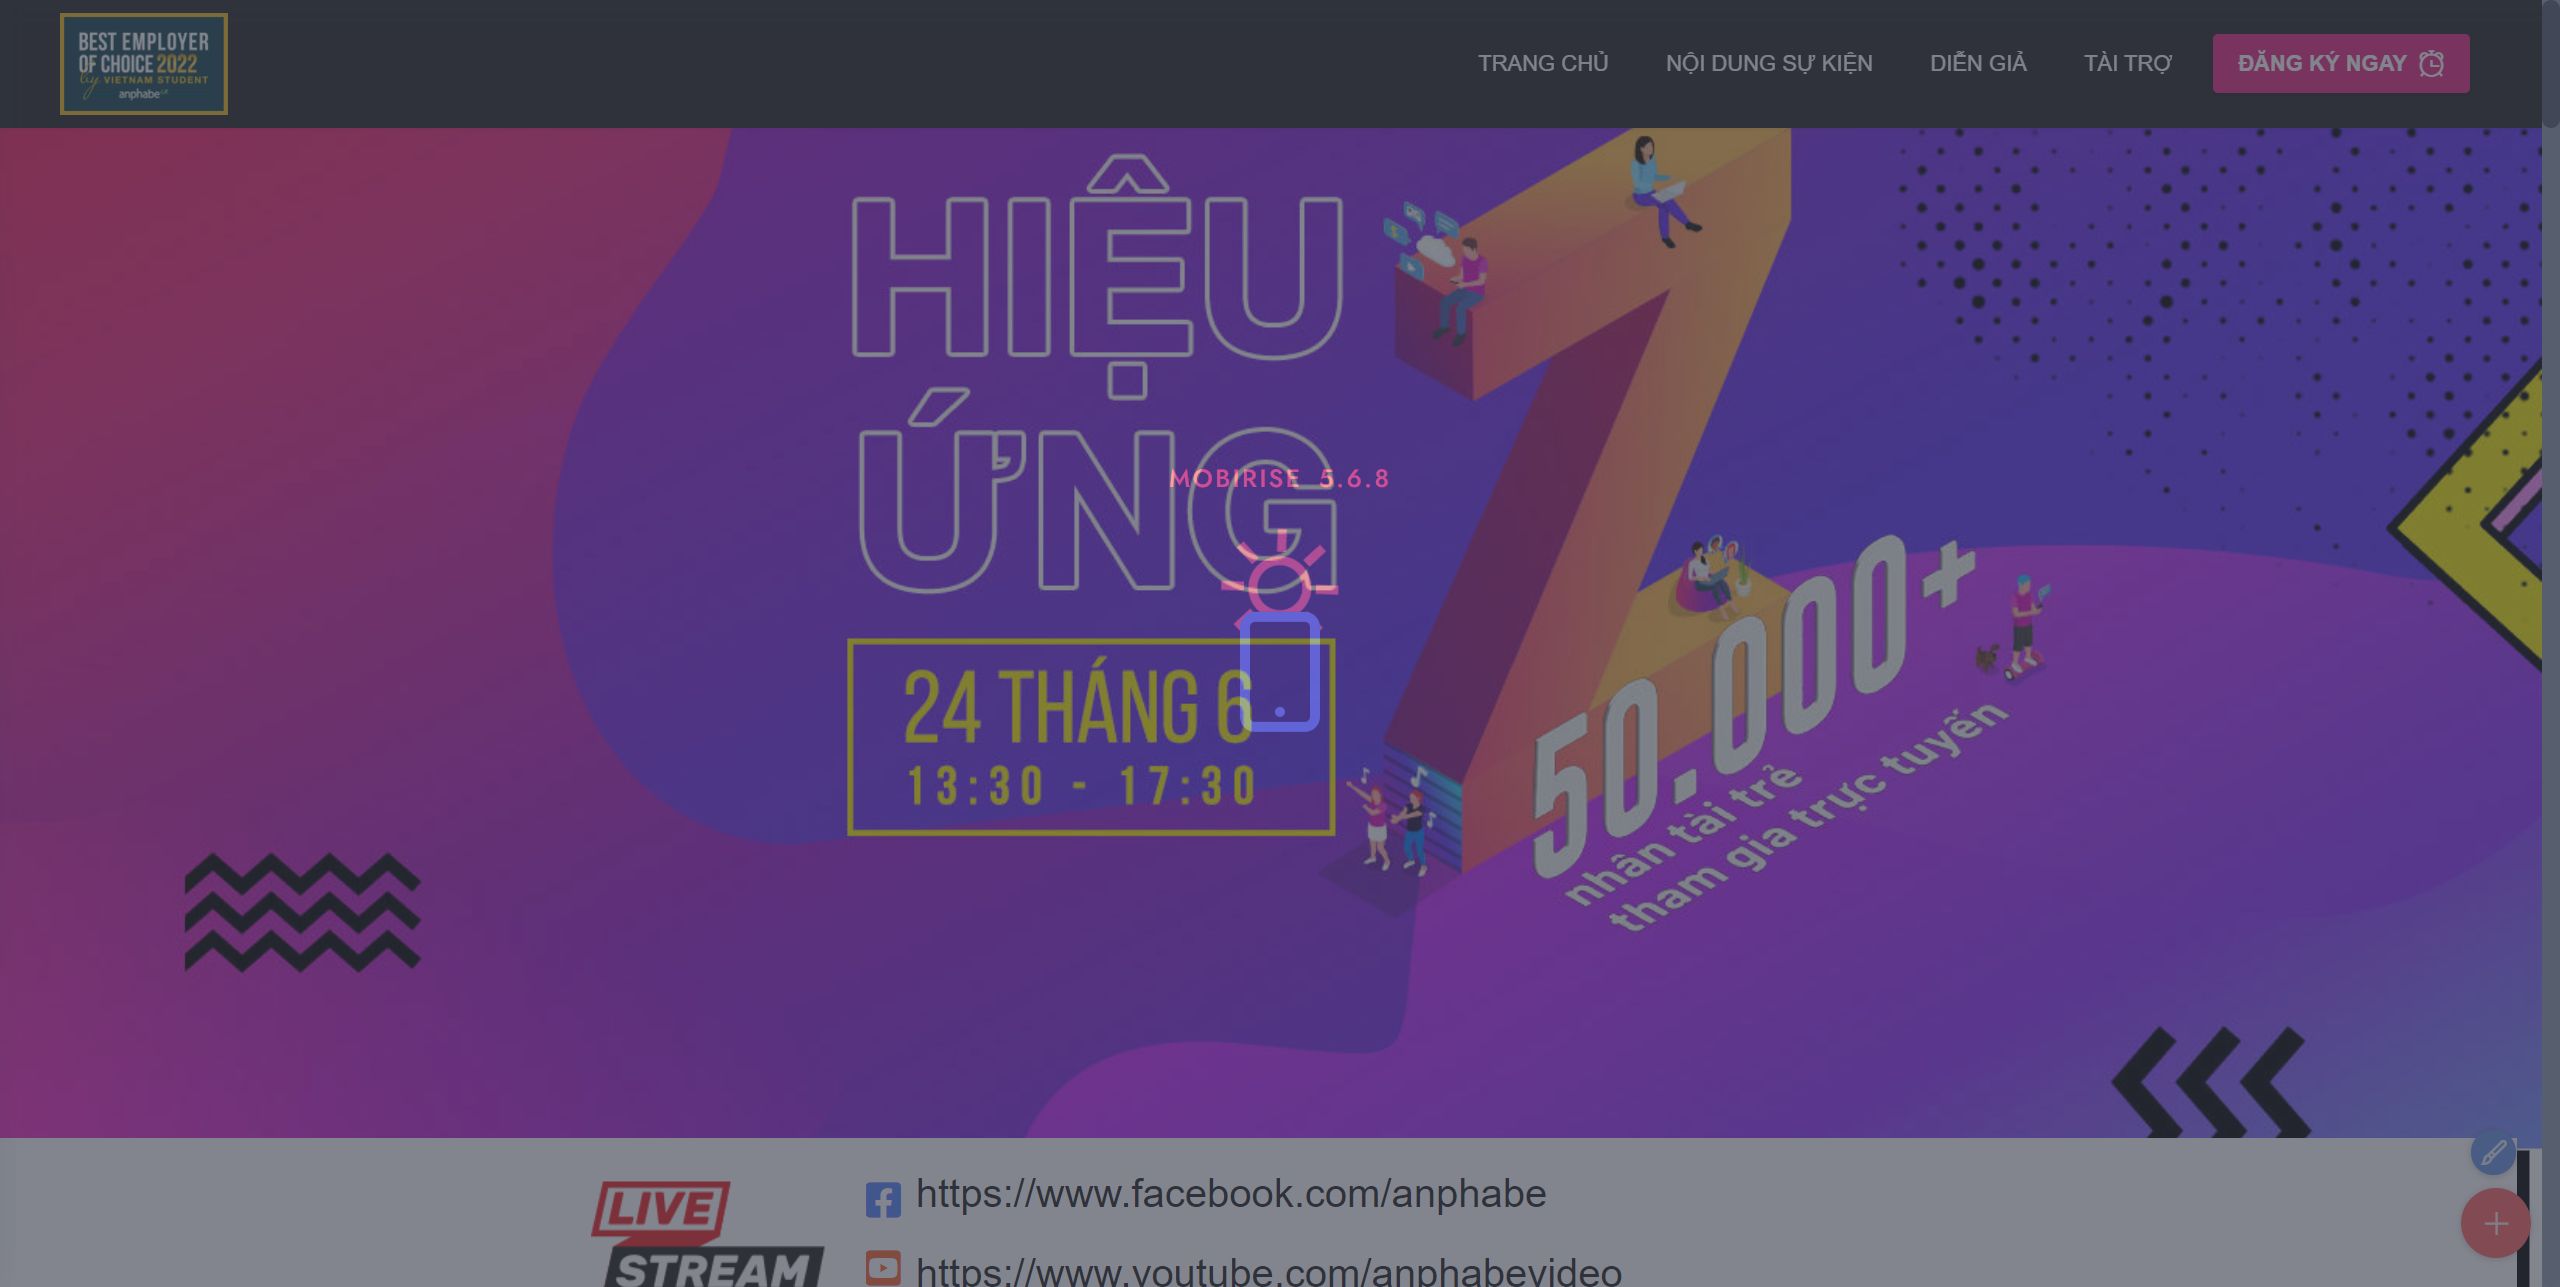 BEST EMPLOYER
OF CHOICE 2022
by VIETNAM STUDENT
anphabe
TRANG CHỦ
NỘI DUNG SỰ KIỆN
DIỄN GIẢ
TÀI TRỢ
ĐĂNG KÝ NGAY
HIỆU
ỨNG
Z
MOBIRISE 5.6.8
24 THÁNG 6
13:30 - 17:30
50.000+
nhân tài trẻ
tham gia trực tuyến
LIVE
STREAM
https://www.facebook.com/anphabe
https://www.youtube.com/anphabevideo